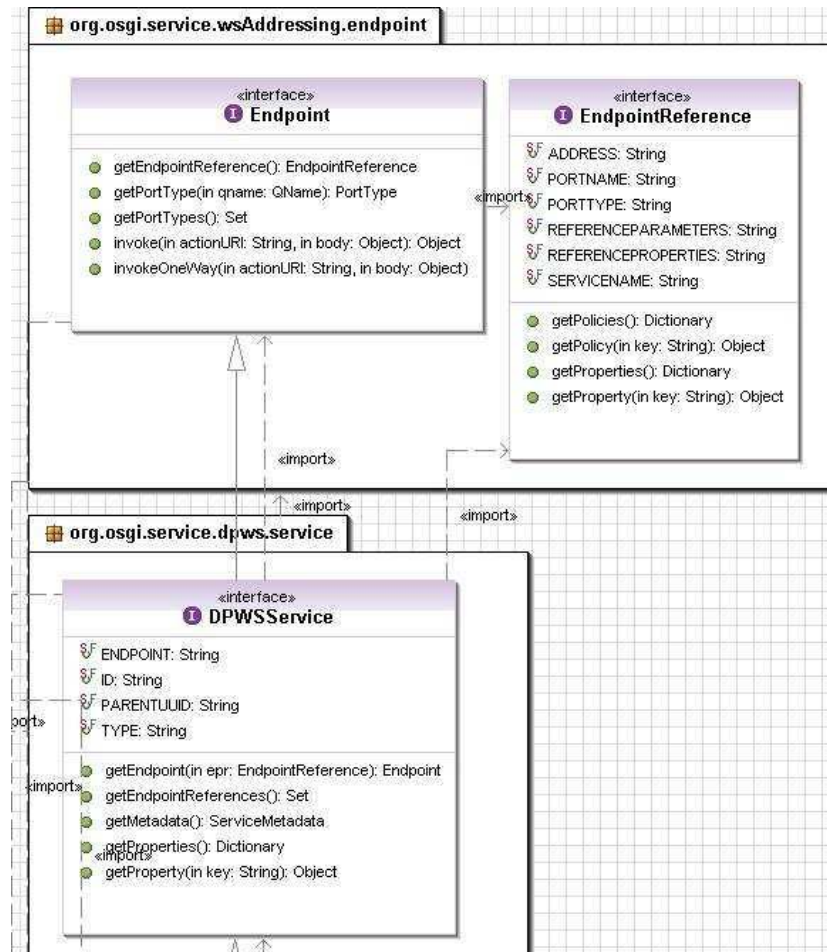 org.osgi.service.wsAddressing.endpoint
«interface»
Endpoint
getEndpointReference(): EndpointReference
getPortType(in qname: QName): PortType
getPortTypes(): Set
invoke(in actionURI: String, in body: Object): Object
invokeOneWay(in actionURI: String, in body: Object)
«import»
«interface»
EndpointReference
ADDRESS: String
PORTNAME: String
PORTTYPE: String
REFERENCEPARAMETERS: String
REFERENCEPROPERTIES: String
SERVICENAME: String
getPolicies(): Dictionary
getPolicy(in key: String): Object
getProperties(): Dictionary
getProperty(in key: String): Object
«import»
«import»
«import»
org.osgi.service.dpws.service
«interface»
DPWSService
ENDPOINT: String
ID: String
PARENTUUID: String
TYPE: String
port»
getEndpoint(in epr: EndpointReference): Endpoint
«import»
getEndpointReferences(): Set
getMetadata(): ServiceMetadata
getProperties(): Dictionary
«import»
getProperty(in key: String): Object